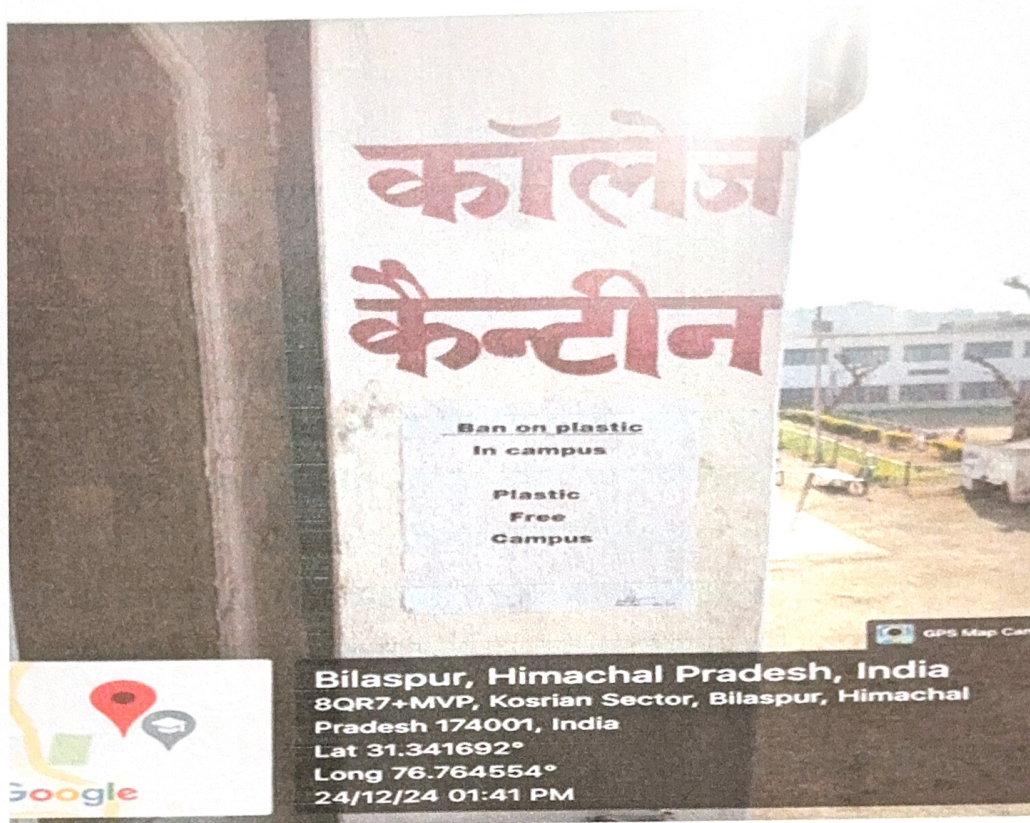 कॉलेज
कैन्टीन
Ban on plastic
In campus
Plastic
Free
Campus
GPS Map Cam
Bilaspur, Himachal Pradesh, India
8QR7+MVP, Kosrian Sector, Bilaspur, Himachal
Pradesh 174001, India
Lat 31.341692°
Long 76.764554°
24/12/24 01:41 PM
Google